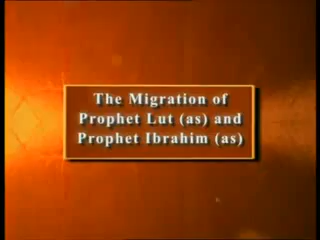 The Migration of
Prophet Lut (as) and
Prophet Ibrahim (as)